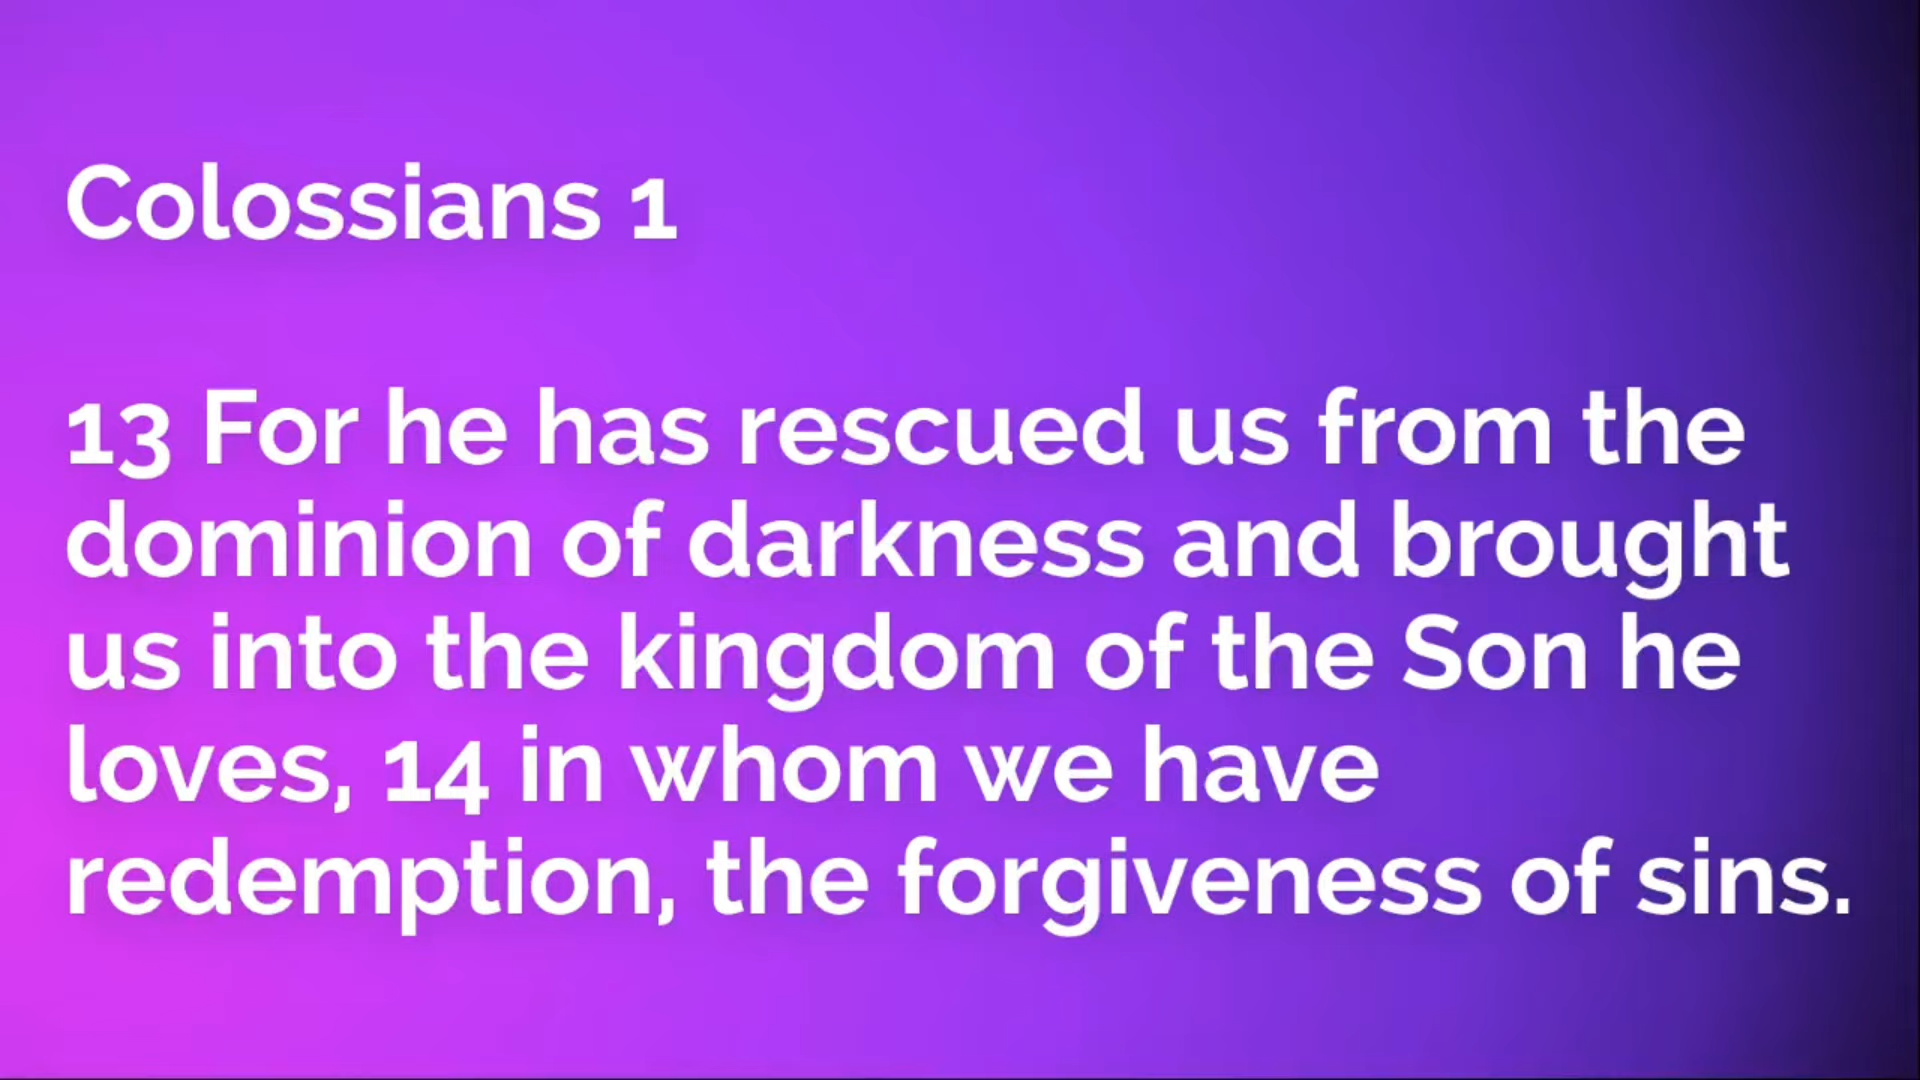 Colossians 1
13 For he has rescued us from the
dominion of darkness and brought
us into the kingdom of the Son he
loves, 14 in whom we have
redemption, the forgiveness of sins.